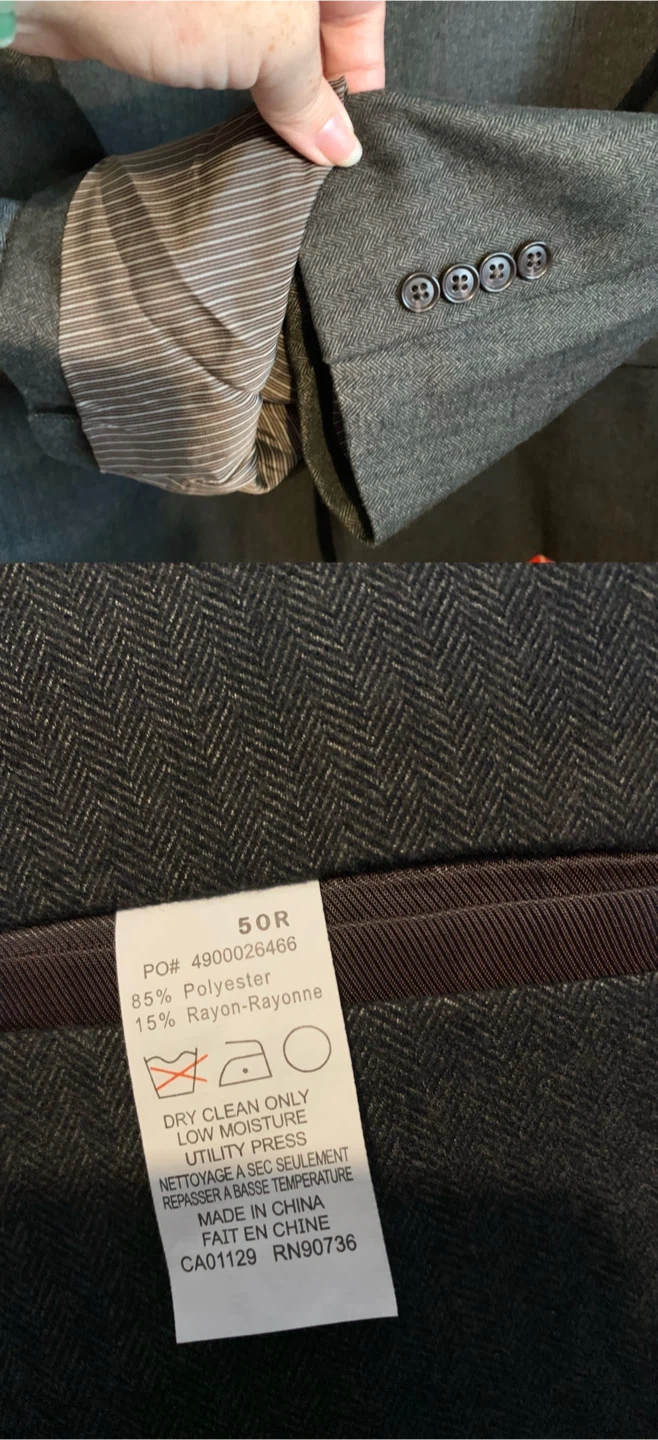 50R
PO# 4900026466
85% Polyester
15% Rayon-Rayonne
DRY CLEAN ONLY
LOW MOISTURE
UTILITY PRESS
NETTOYAGE A SEC SEULEMENT
REPASSER A BASSE TEMPERATURE
MADE IN CHINA
FAIT EN CHINE
CA01129 RN90736